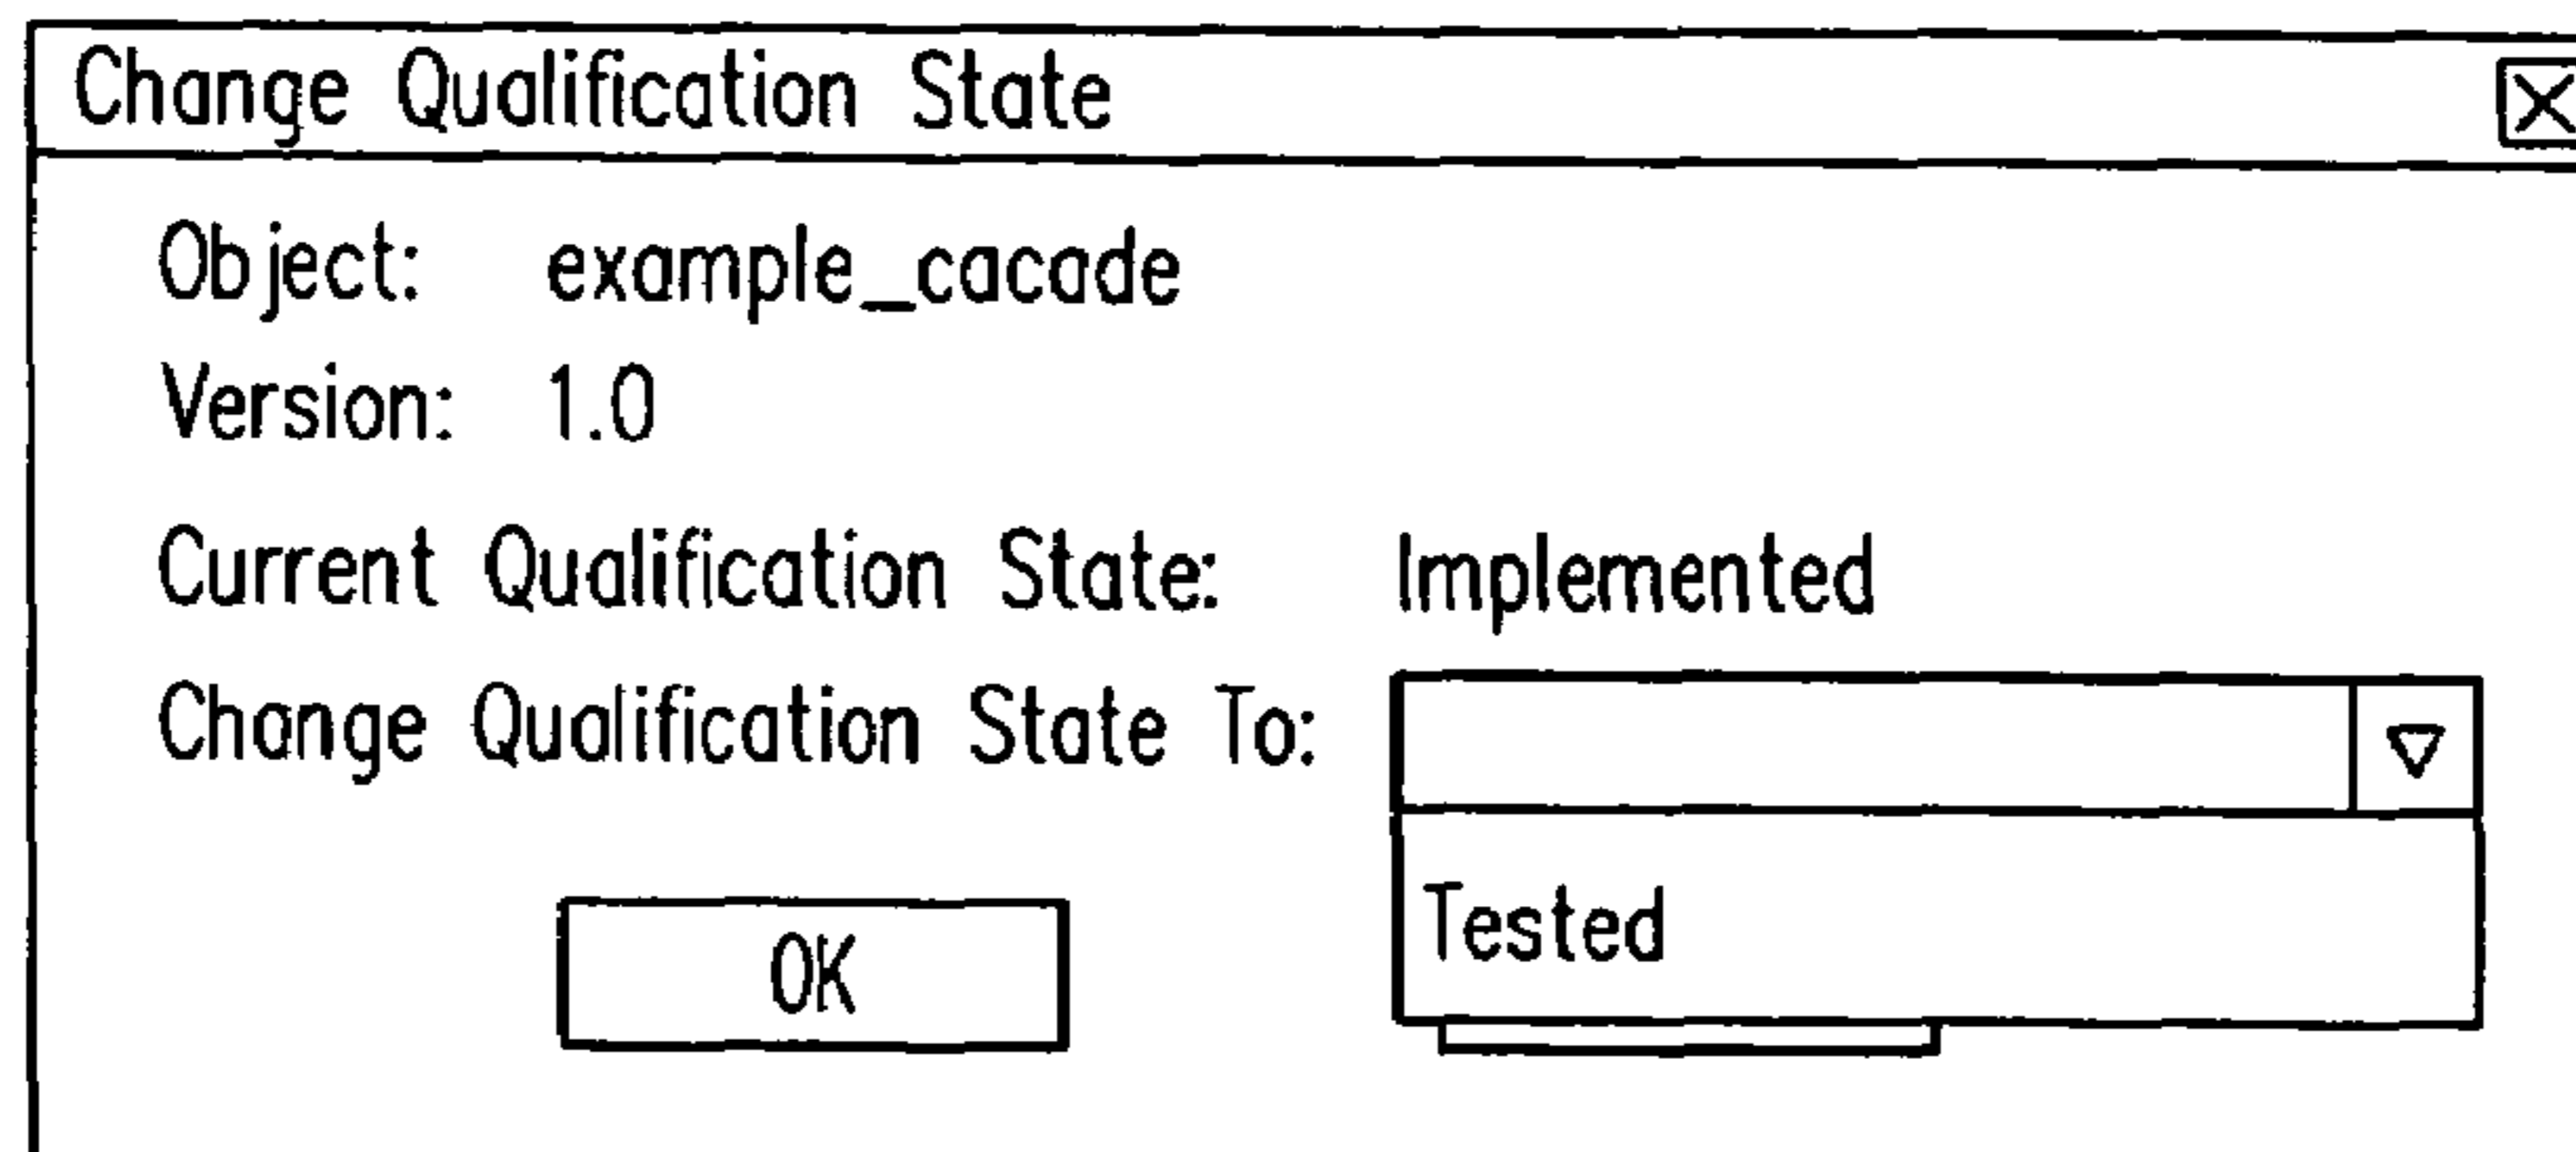 Change Qualification State
Object: example_cacade
Version: 1.0
Current Qualification State: Implemented
Change Qualification State To:
Tested
OK